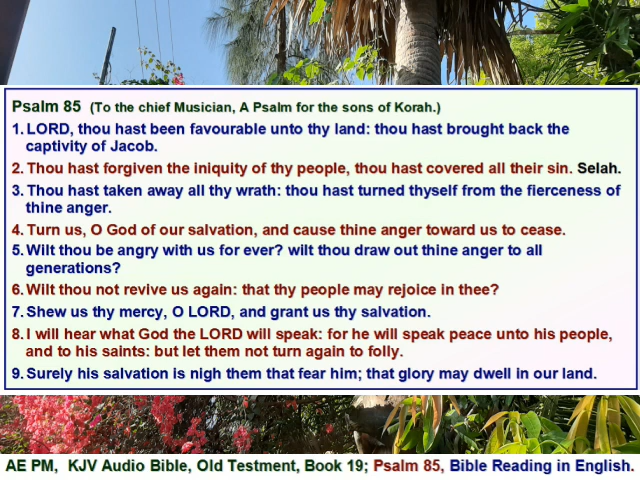 Psalm 85 (To the chief Musician, A Psalm for the sons of Korah.)
1. LORD, thou hast been favourable unto thy land: thou hast brought back the
captivity of Jacob.
2. Thou hast forgiven the iniquity of thy people, thou hast covered all their sin. Selah.
3. Thou hast taken away all thy wrath: thou hast turned thyself from the fierceness of
thine anger.
4. Turn us, O God of our salvation, and cause thine anger toward us to cease.
5. Wilt thou be angry with us for ever? wilt thou draw out thine anger to all
generations?
6. Wilt thou not revive us again: that thy people may rejoice in thee?
7. Shew us thy mercy, O LORD, and grant us thy salvation.
8. I will hear what God the LORD will speak: for he will speak peace unto his people,
and to his saints: but let them not turn again to folly.
9. Surely his salvation is nigh them that fear him; that glory may dwell in our land.
AE PM, KJV Audio Bible, Old Testment, Book 19; Psalm 85, Bible Reading in English.